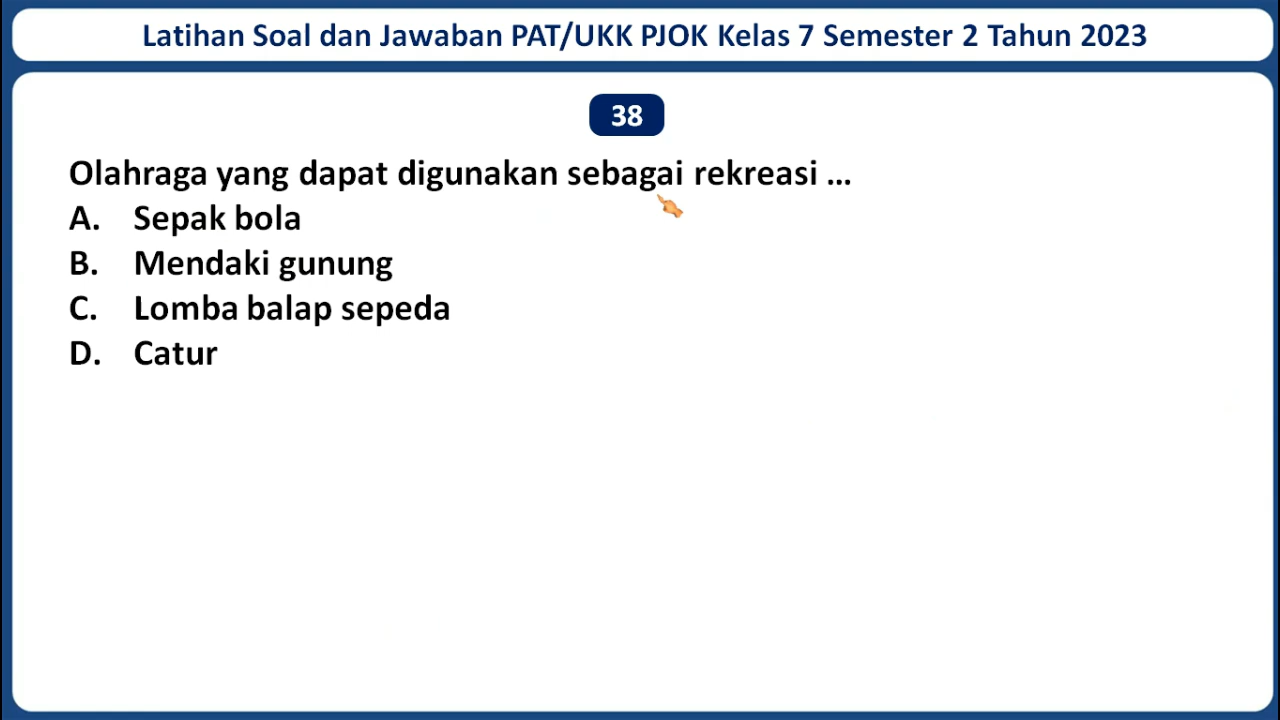 Latihan Soal dan Jawaban PAT/UKK PJOK Kelas 7 Semester 2 Tahun 2023
38
Olahraga yang dapat digunakan sebagai rekreasi ...
A. Sepak bola
B. Mendaki gunung
C. Lomba balap sepeda
D. Catur